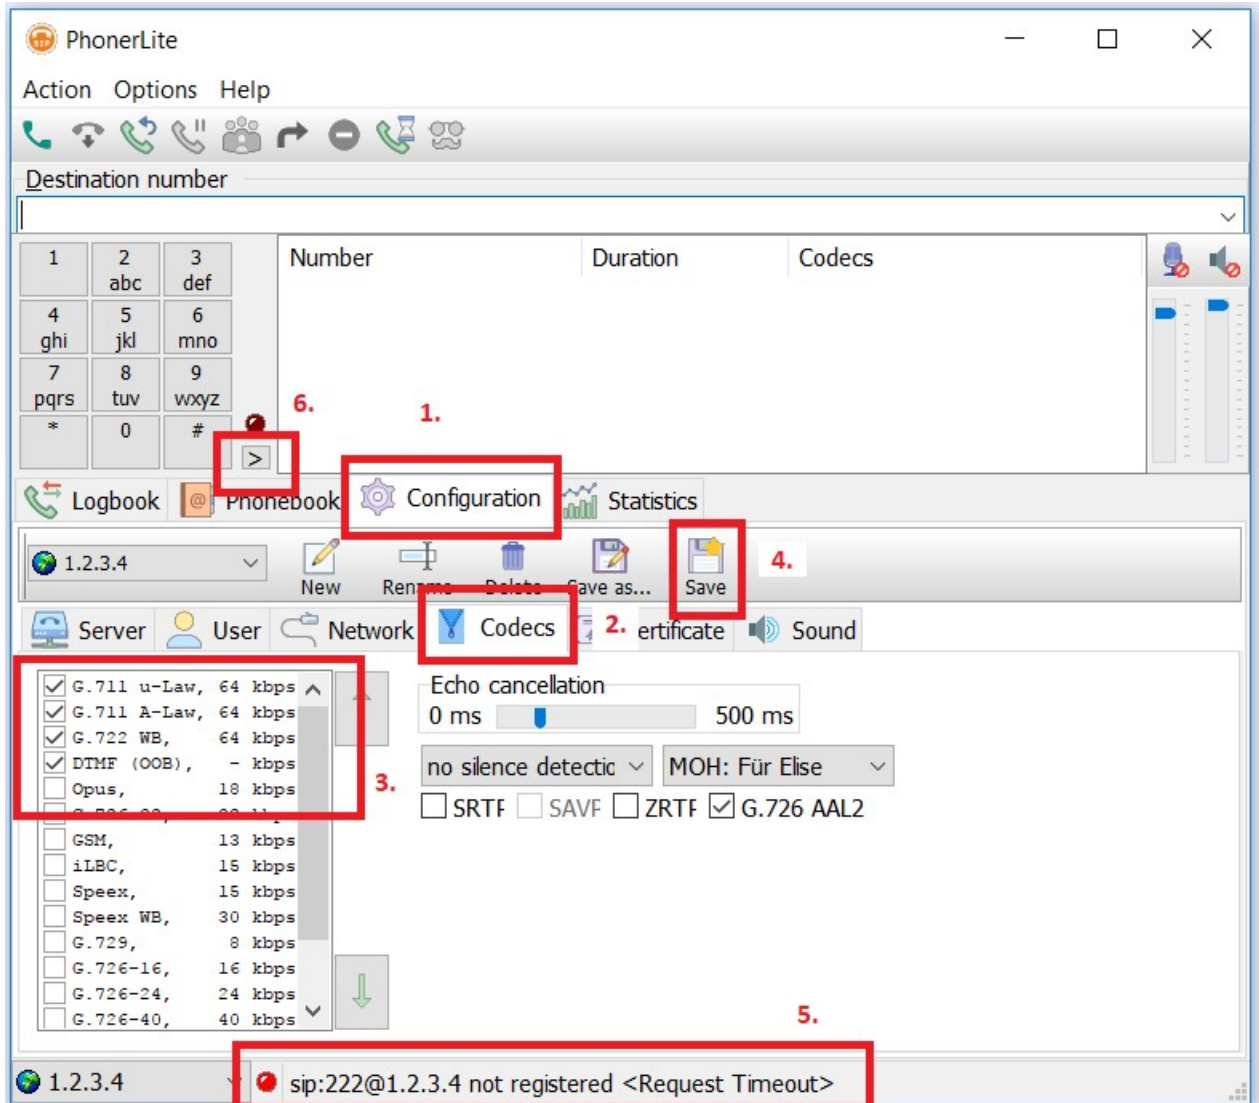 PhonerLite
Action Options Help
Destination number
1 2 3
abc def
4 5 6
ghi jkl mno
7 8 9
pqrs tuv wxyz
* 0 #
>
Number Duration Codecs
6.
1.
Logbook Phonebook Configuration Statistics
1.2.3.4 New Rename Delete Save as... Save
4.
Server User Network Codecs 2. ertificate Sound
G.711 u-Law, 64 kbps
G.711 A-Law, 64 kbps
G.722 WB, 64 kbps
DTMF (OOB), - kbps
Opus, 18 kbps
GSM, 13 kbps
iLBC, 15 kbps
Speex, 15 kbps
Speex WB, 30 kbps
G.729, 8 kbps
G.726-16, 16 kbps
G.726-24, 24 kbps
G.726-40, 40 kbps
3.
Echo cancellation
0 ms 500 ms
no silence detectic MOH: Für Elise
SRTF SAVF ZRTF G.726 AAL2
5.
1.2.3.4 sip:222@1.2.3.4 not registered <Request Timeout>